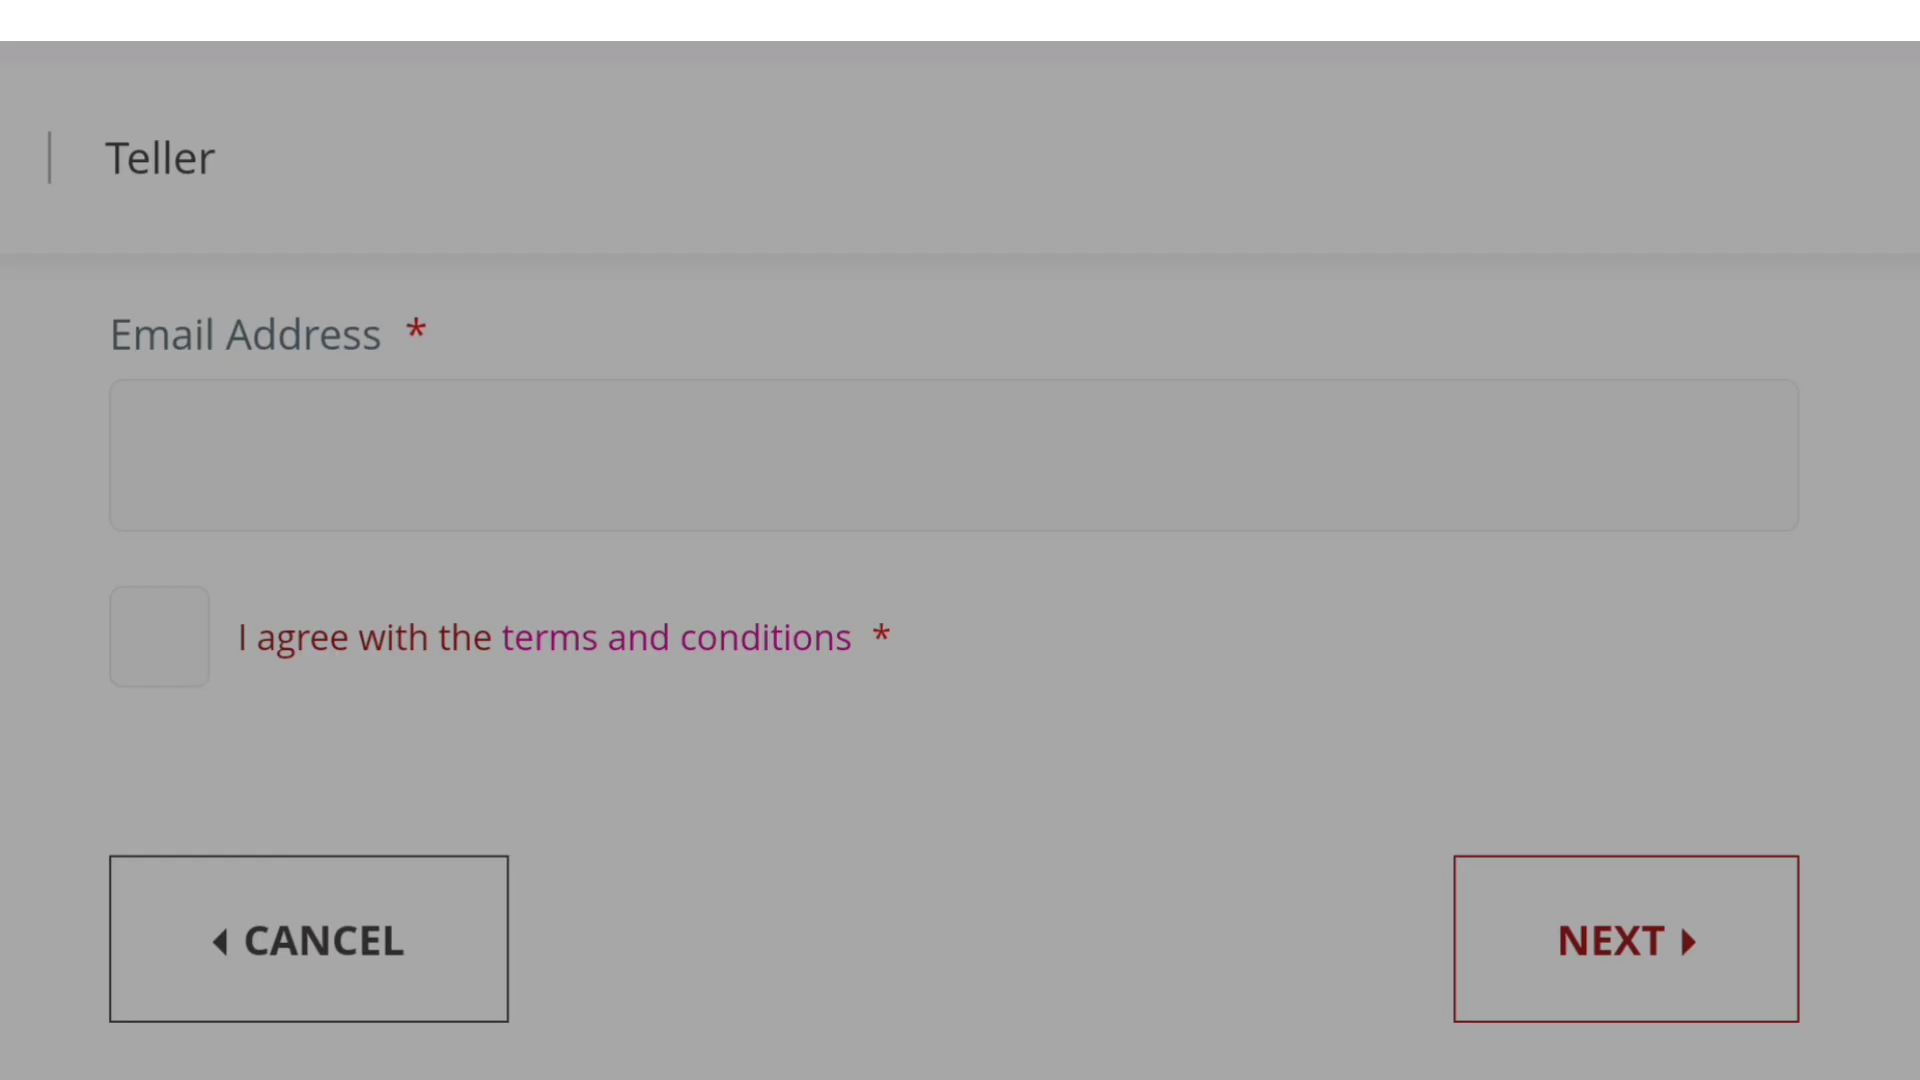 Teller
Email Address *
I agree with the terms and conditions *
CANCEL
NEXT